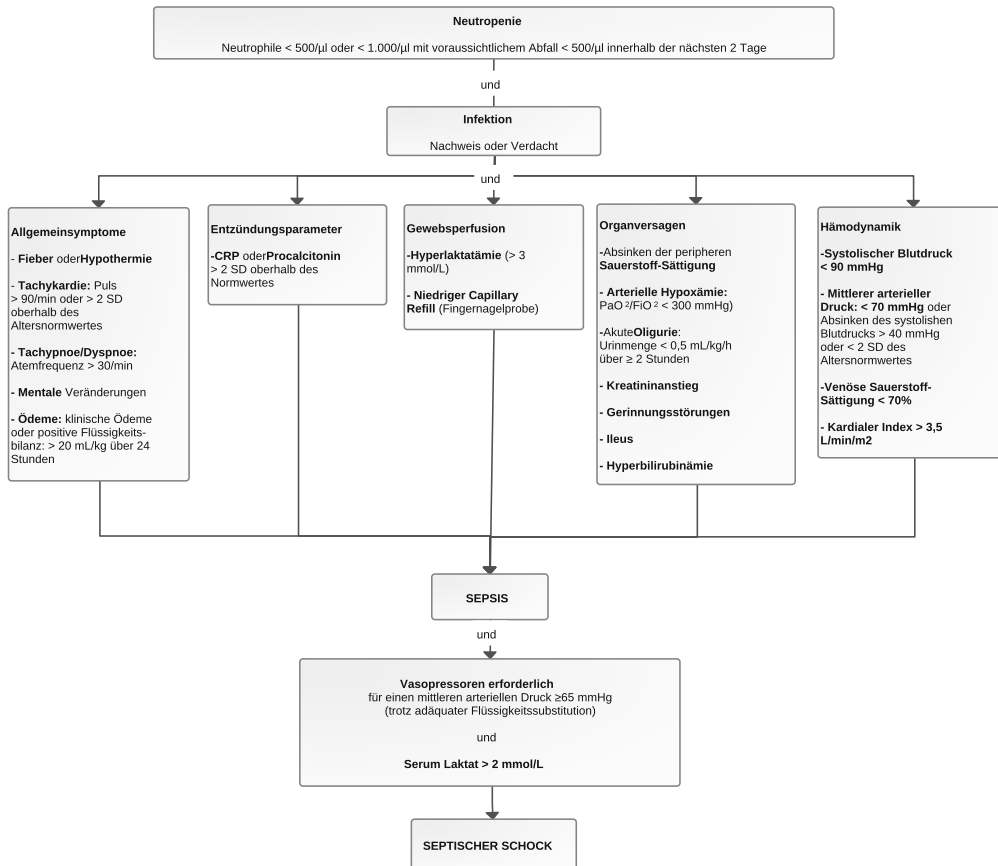 Neutropenie
Neutrophile < 500/µl oder < 1.000/µl mit voraussichtlichem Abfall < 500/µl innerhalb der nächsten 2 Tage
und
Infektion
Nachweis oder Verdacht
und
Allgemeinsymptome
- Fieber oderHypothermie
- Tachykardie: Puls
> 90/min oder > 2 SD
oberhalb des
Altersnormwertes
- Tachypnoe/Dyspnoe:
Atemfrequenz > 30/min
- Mentale Veränderungen
- Ödeme: klinische Ödeme
oder positive Flüssigkeits-
bilanz: > 20 mL/kg über 24
Stunden
Entzündungsparameter
-CRP oderProcalcitonin
> 2 SD oberhalb des
Normwertes
Gewebsperfusion
-Hyperlaktatämie (> 3
mmol/L)
- Niedriger Capillary
Refill (Fingernagelprobe)
Organversagen
-Absinken der peripheren
Sauerstoff-Sättigung
- Arterielle Hypoxämie:
PaO 2/FiO 2 < 300 mmHg)
-AkuteOligurie:
Urinmenge < 0,5 mL/kg/h
über ≥ 2 Stunden
- Kreatininanstieg
- Gerinnungsstörungen
- Ileus
- Hyperbilirubinämie
Hämodynamik
-Systolischer Blutdruck
< 90 mmHg
- Mittlerer arterieller
Druck: < 70 mmHg oder
Absinken des systolishen
Blutdrucks > 40 mmHg
oder < 2 SD des
Altersnormwertes
-Venöse Sauerstoff-
Sättigung < 70%
- Kardialer Index > 3,5
L/min/m2
SEPSIS
und
Vasopressoren erforderlich
für einen mittleren arteriellen Druck ≥65 mmHg
(trotz adäquater Flüssigkeitssubstitution)
und
Serum Laktat > 2 mmol/L
SEPTISCHER SCHOCK